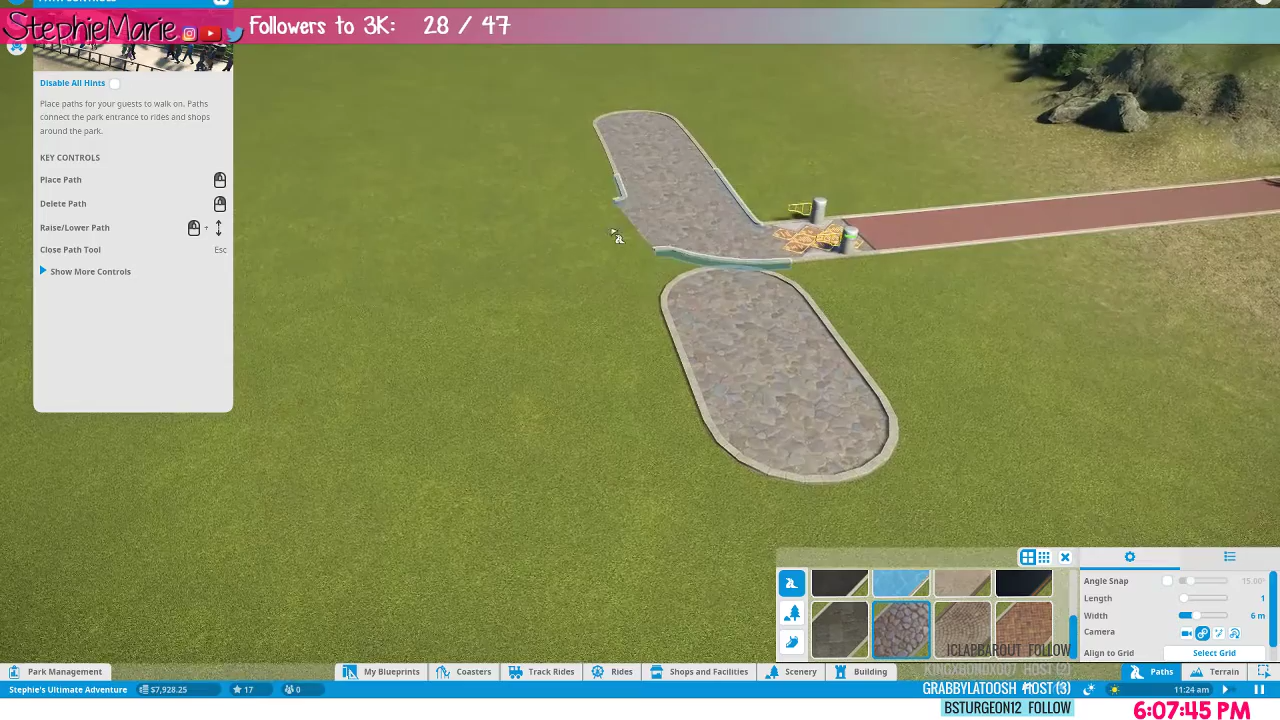 StephieMarie
Followers to 3K: 28 / 47
Disable All Hints
Place paths for your guests to walk on. Paths
connect the park entrance to rides and shops
around the park.
KEY CONTROLS
Place Path
Delete Path
Raise/Lower Path +
Close Path Tool Esc
Show More Controls
Angle Snap 15.00°
Length 1
Width 6 m
Camera
Align to Grid Select Grid
ICLAPBAROUT FOLLOW
My Blueprints Coasters Track Rides Rides Shops and Facilities Scenery Building Paths Terrain
Park Management
Stephie's Ultimate Adventure $7,928.25 17 0
GRABBYLATOOSH HOST (3)
11:24 am
BSTURGEON12 FOLLOW
6:07:45 PM